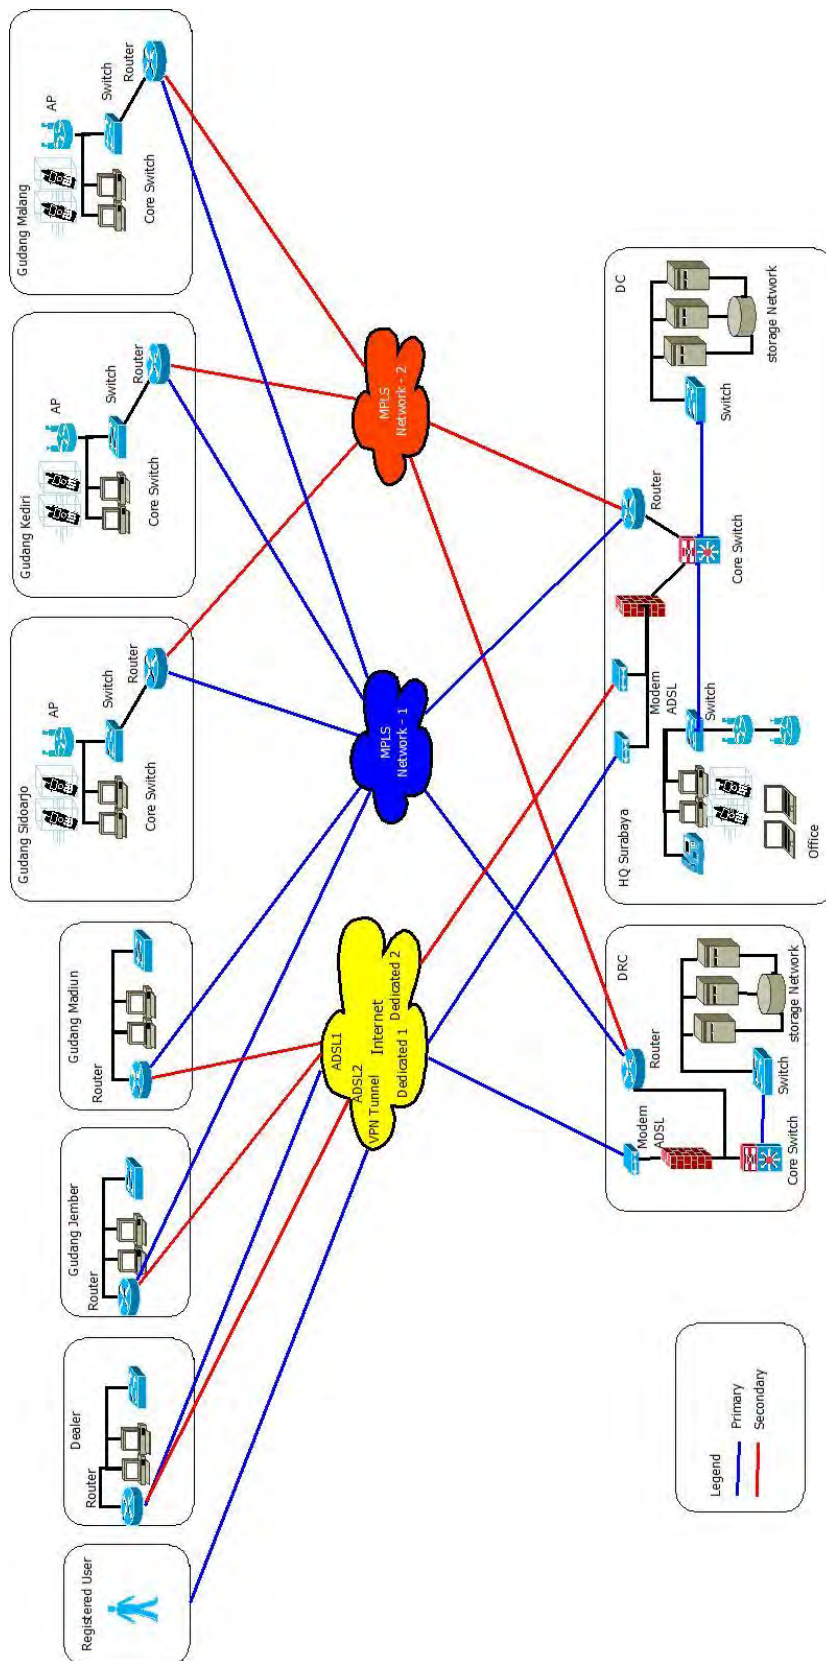 Registered User
Dealer
Router
Gudang Jember
Router
Gudang Madiun
Router
Gudang Sidoarjo
AP
Switch
Router
Core Switch
Gudang Kediri
AP
Switch
Router
Core Switch
Gudang Malang
AP
Switch
Router
Core Switch
ADSL1
ADSL2
VPN Tunnel
Internet
Dedicated 1
Dedicated 2
MPLS
Network - 1
MPLS
Network - 2
Legend
Primary
Secondary
DRC
Modem
ADSL
Router
Core Switch
Switch
storage Network
HQ Surabaya
Modem
ADSL
Switch
Office
Router
Core Switch
DC
Switch
storage Network